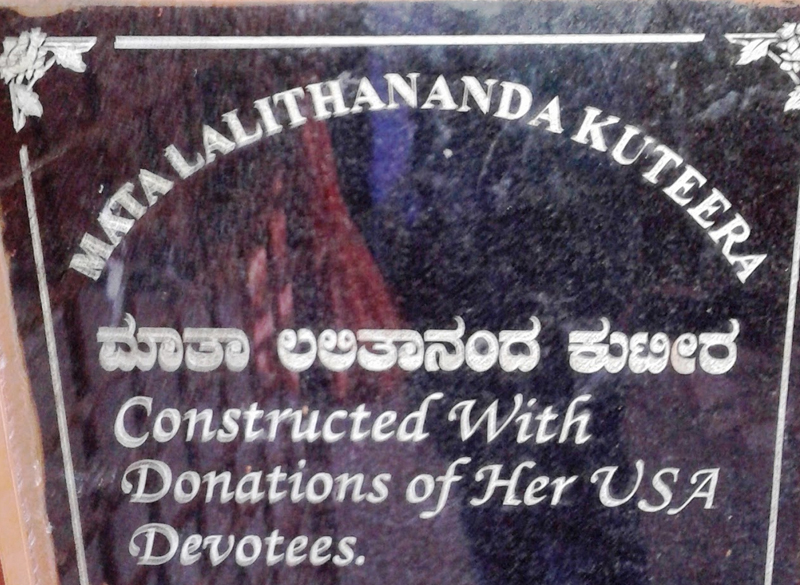 MATA LALITHANANDA KUTEERA
ಮಾತಾ ಲಲಿತಾನಂದ ಕುಟೀರ
Constructed With
Donations of Her USA
Devotees.